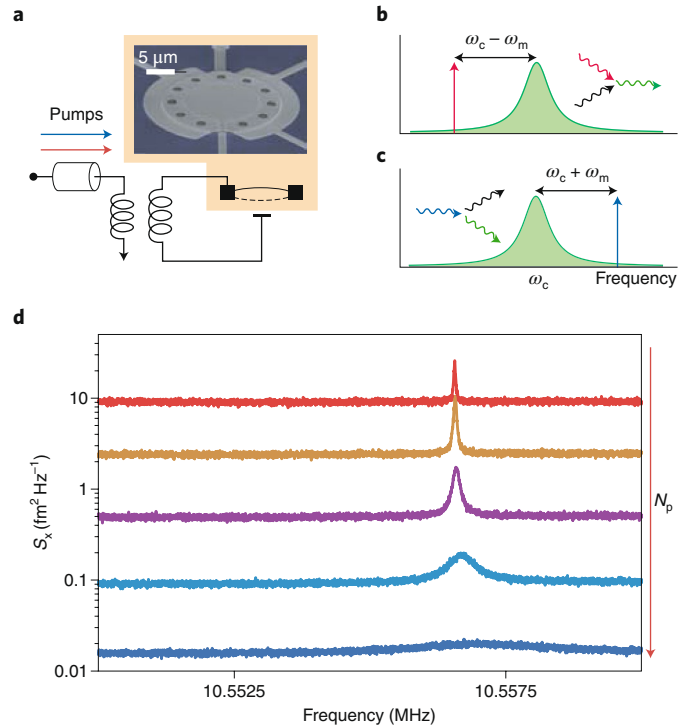 a
5 μm
Pumps
b
ω_c − ω_m
c
ω_c + ω_m
ω_c
Frequency
d
10
1
0.1
0.01
S_x (fm² Hz⁻¹)
N_p
10.5525
10.5575
Frequency (MHz)